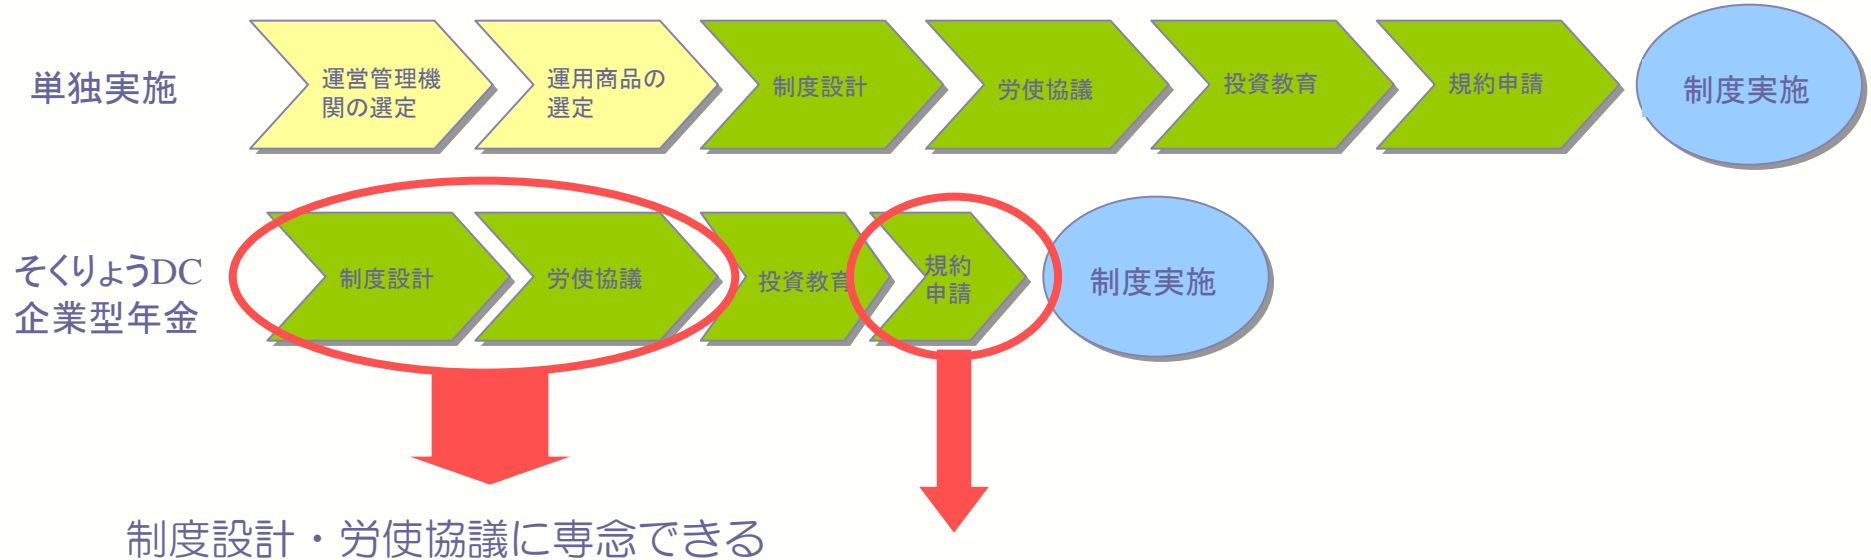 単独実施
運営管理機
関の選定
運用商品の
選定
制度設計
労使協議
投資教育
規約申請
制度実施
そくりょうDC
企業型年金
制度設計
労使協議
投資教育
規約
申請
制度実施
制度設計・労使協議に専念できる